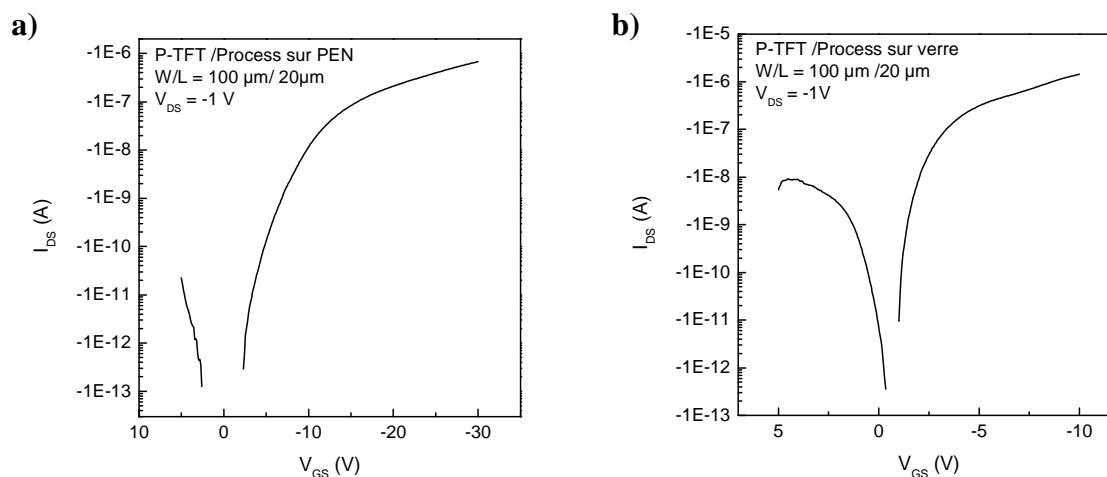 a)
P-TFT /Process sur PEN
W/L = 100 µm/ 20µm
V_DS = -1 V
-1E-6
-1E-7
-1E-8
-1E-9
-1E-10
-1E-11
-1E-12
-1E-13
I_DS (A)
10 0 -10 -20 -30
V_GS (V)
b)
P-TFT /Process sur verre
W/L = 100 µm /20 µm
V_DS = -1V
-1E-5
-1E-6
-1E-7
-1E-8
-1E-9
-1E-10
-1E-11
-1E-12
-1E-13
I_DS (A)
5 0 -5 -10
V_GS (V)